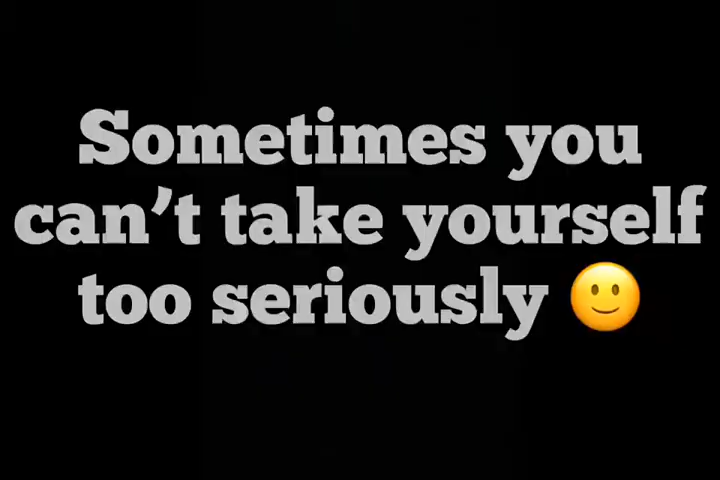 Sometimes you
can’t take yourself
too seriously 🙂